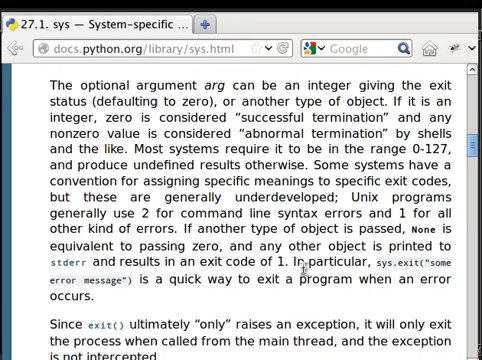 27.1. sys — System-specific ...
docs.python.org/library/sys.html
Google
The optional argument arg can be an integer giving the exit
status (defaulting to zero), or another type of object. If it is an
integer, zero is considered “successful termination” and any
nonzero value is considered “abnormal termination” by shells
and the like. Most systems require it to be in the range 0-127,
and produce undefined results otherwise. Some systems have a
convention for assigning specific meanings to specific exit codes,
but these are generally underdeveloped; Unix programs
generally use 2 for command line syntax errors and 1 for all
other kind of errors. If another type of object is passed, None is
equivalent to passing zero, and any other object is printed to
stderr and results in an exit code of 1. In particular, sys.exit("some
error message") is a quick way to exit a program when an error
occurs.
Since exit() ultimately “only” raises an exception, it will only exit
the process when called from the main thread, and the exception
is not intercepted.